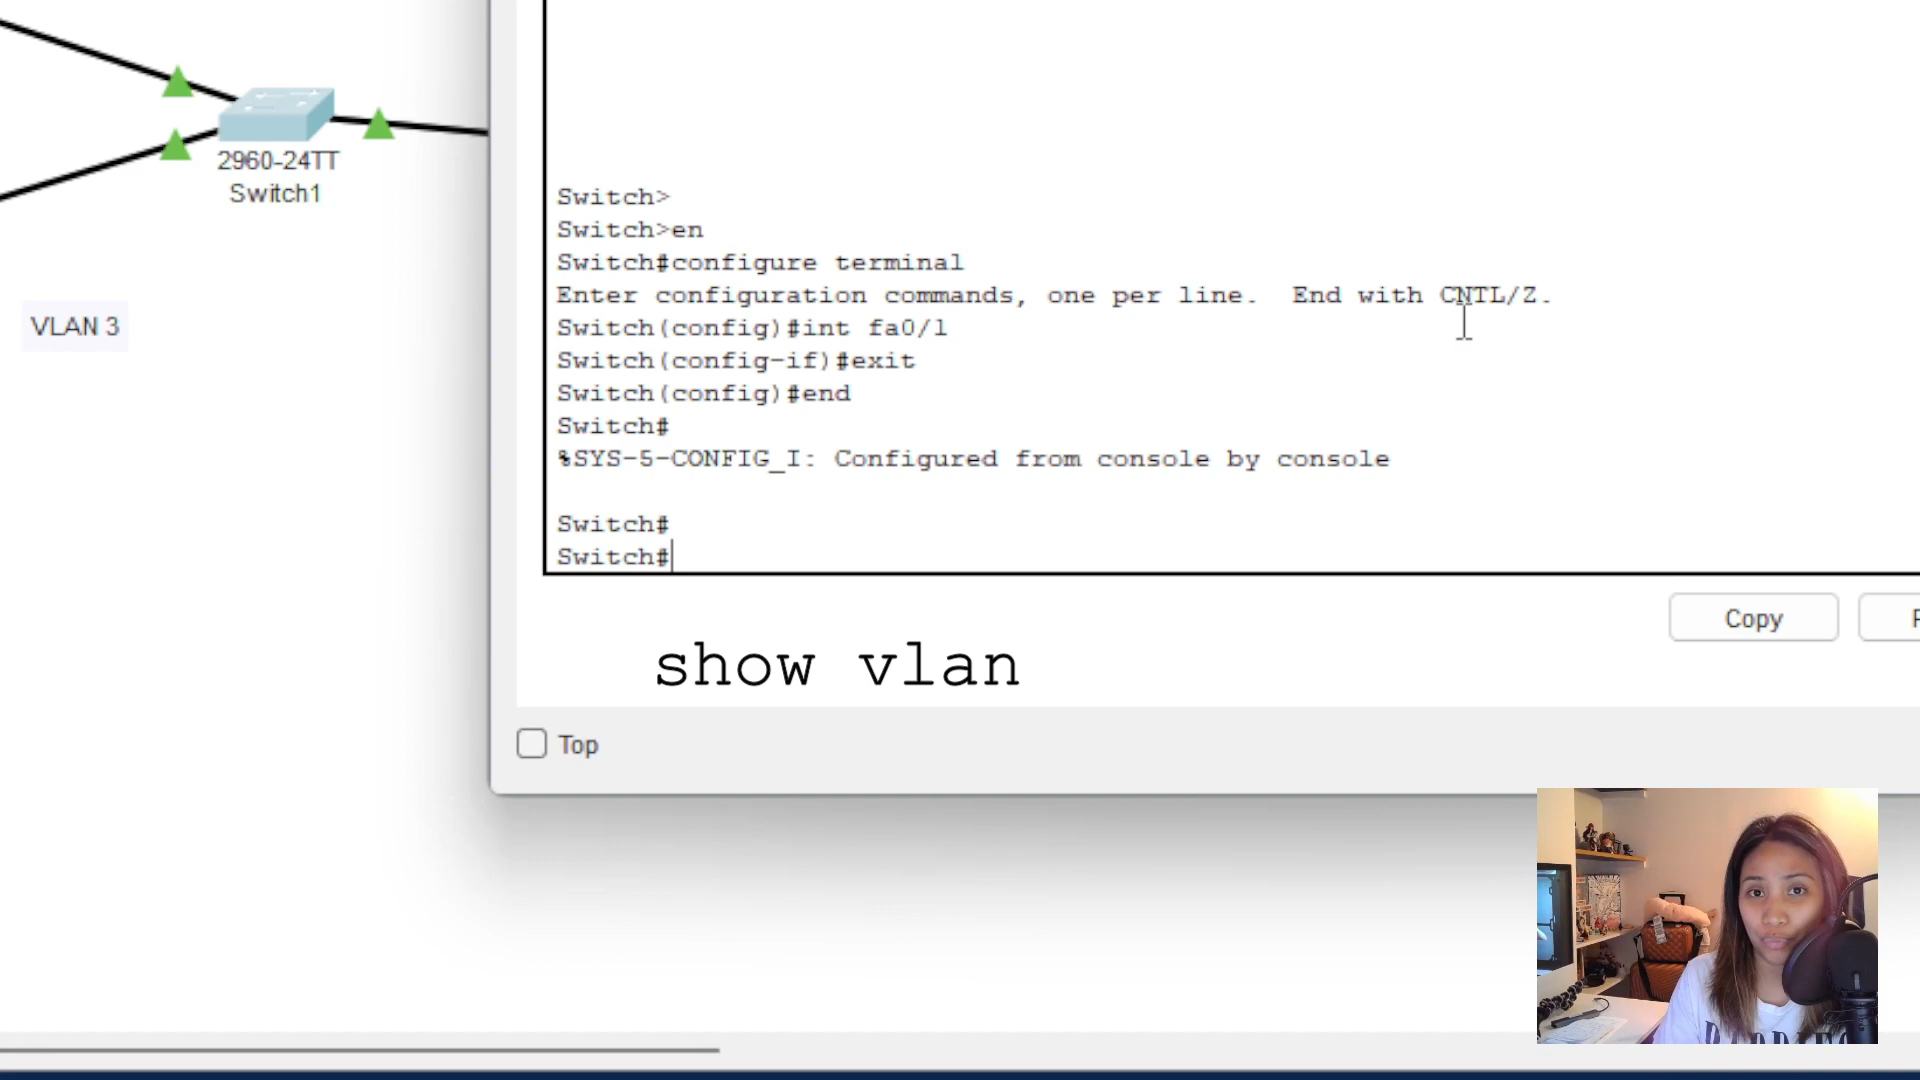 2960-24TT
Switch1
VLAN 3
Switch>
Switch>en
Switch#configure terminal
Enter configuration commands, one per line.  End with CNTL/Z.
Switch(config)#int fa0/1
Switch(config-if)#exit
Switch(config)#end
Switch#
%SYS-5-CONFIG_I: Configured from console by console
Switch#
Switch#
Copy
show vlan
Top